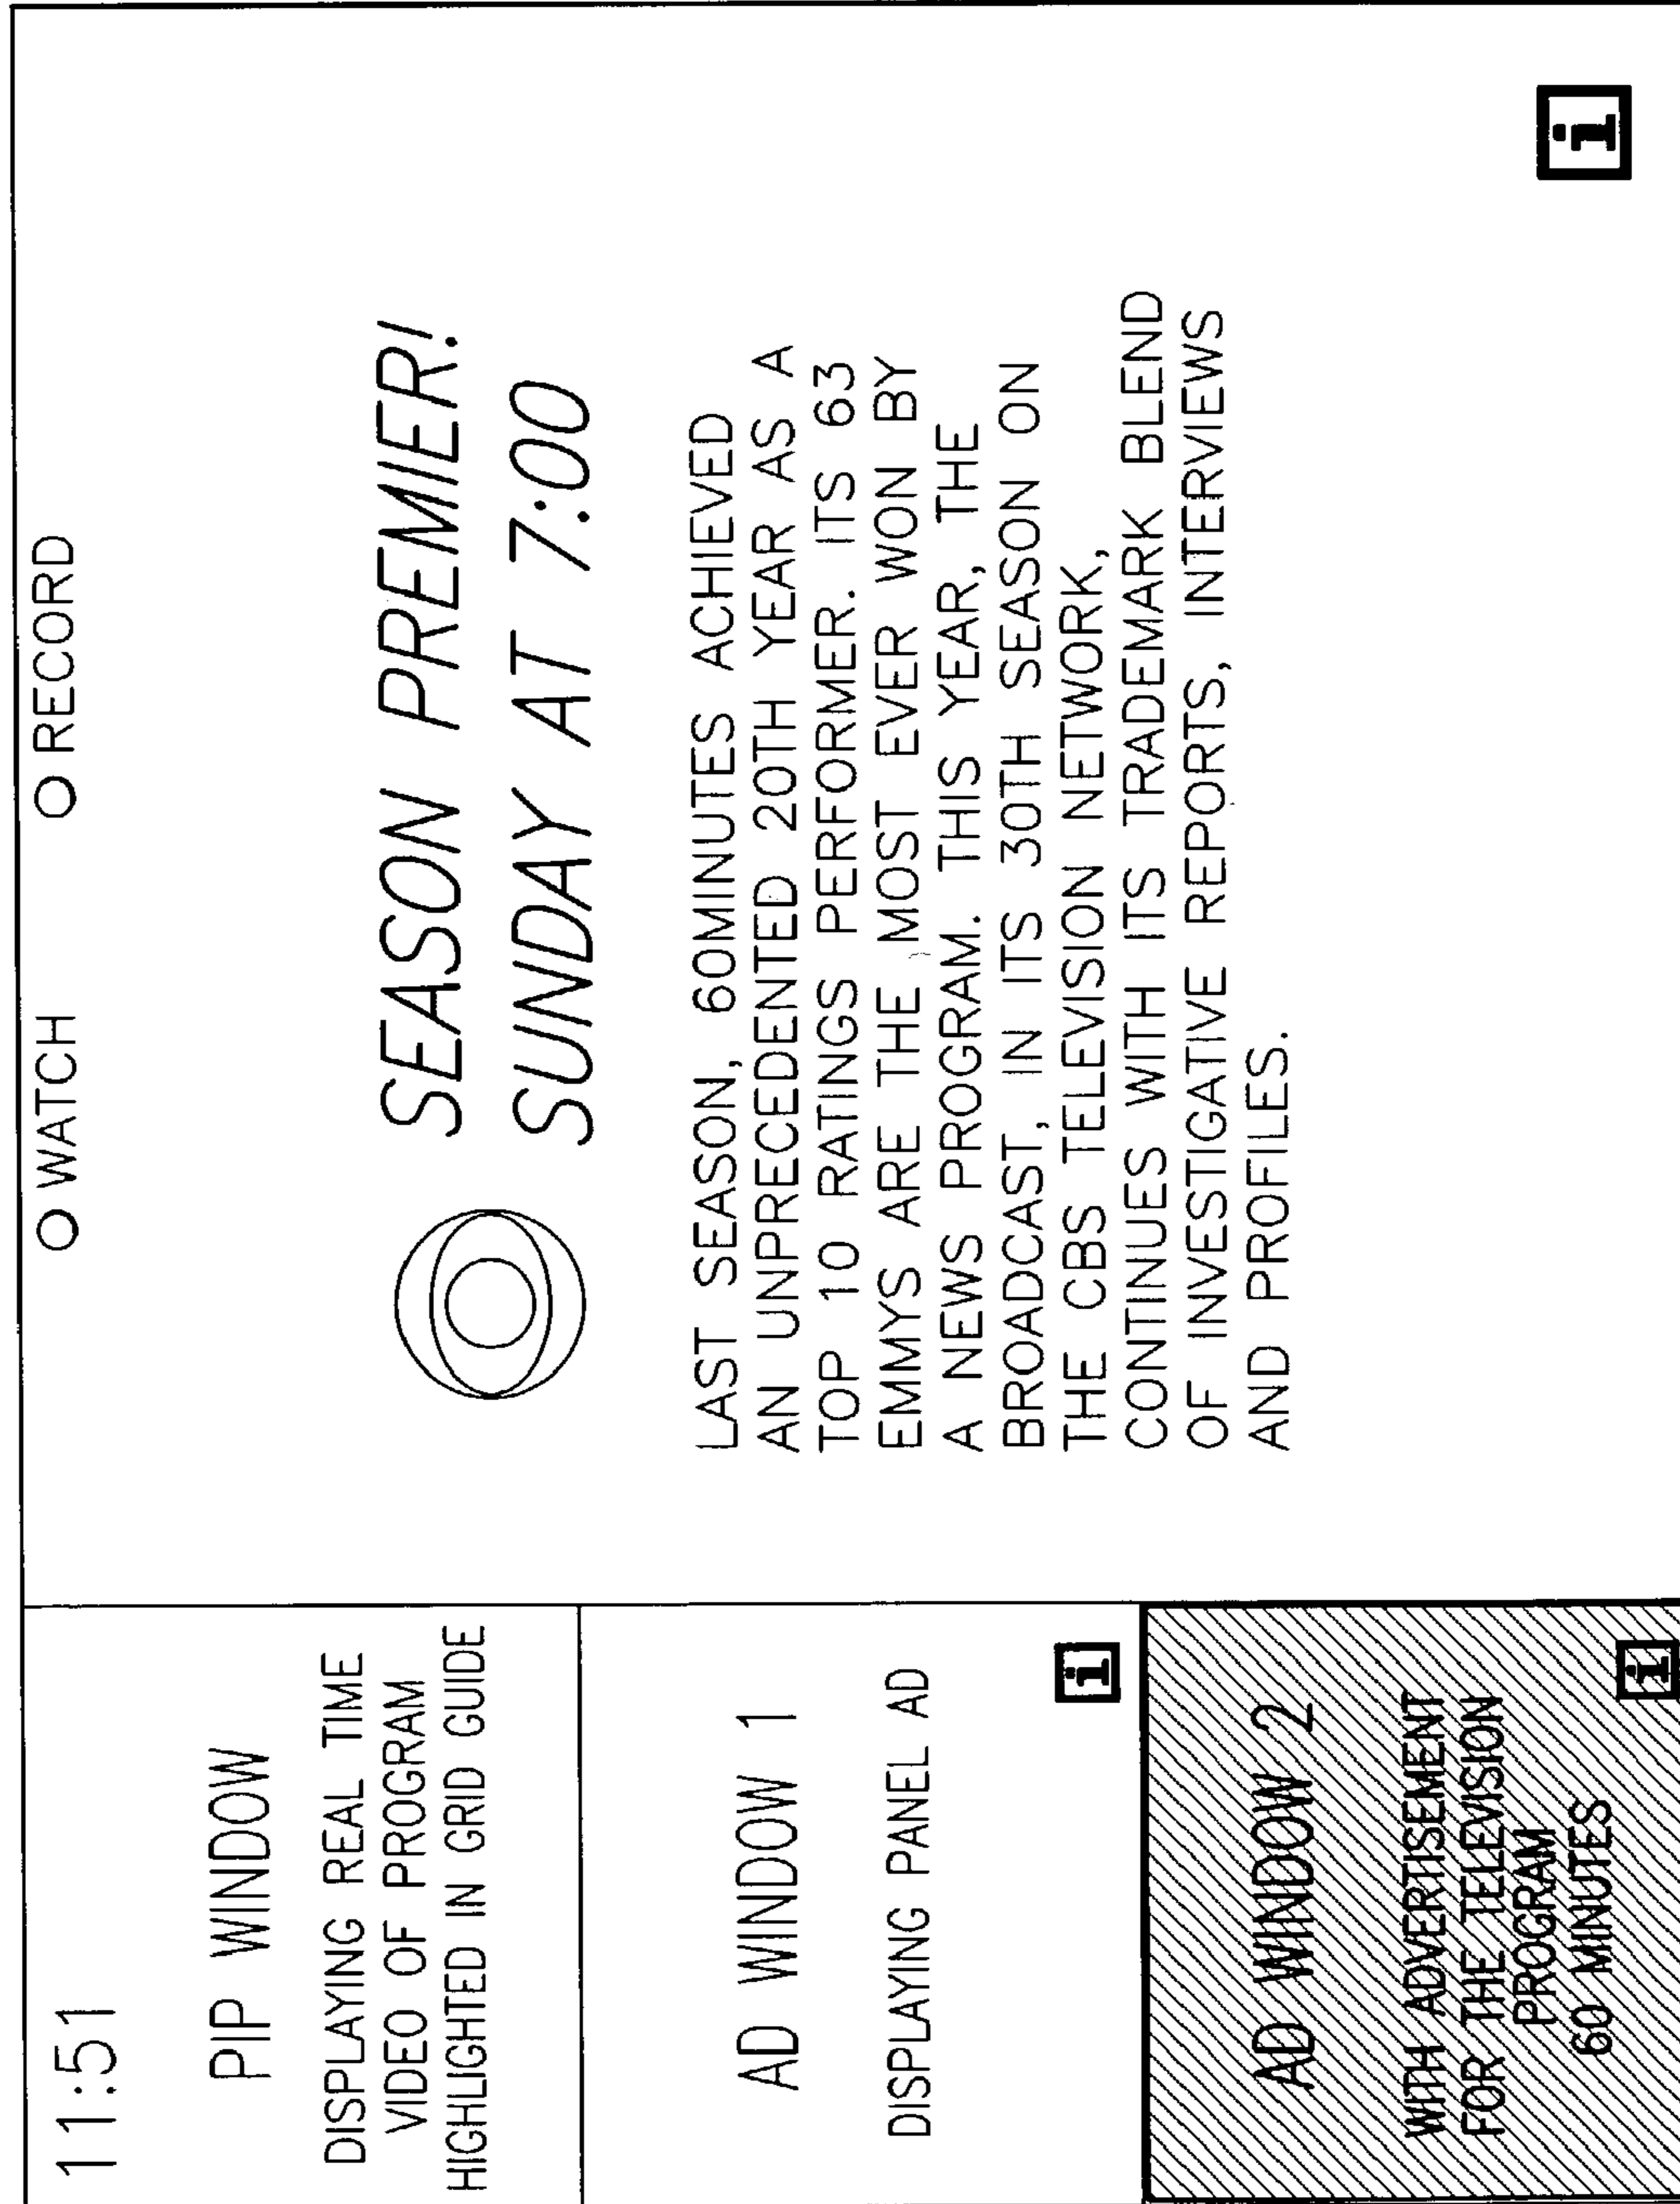 11:51
PIP WINDOW
DISPLAYING REAL TIME
VIDEO OF PROGRAM
HIGHLIGHTED IN GRID GUIDE
AD WINDOW 1
DISPLAYING PANEL AD
i
AD WINDOW 2
WITH ADVERTISEMENT
FOR THE TELEVISION
PROGRAM
60 MINUTES
i
O WATCH O RECORD
SEASON PREMIER!
SUNDAY AT 7:00
LAST SEASON, 60MINUTES ACHIEVED
AN UNPRECEDENTED 20TH YEAR AS A
TOP 10 RATINGS PERFORMER. ITS 63
EMMYS ARE THE MOST EVER WON BY
A NEWS PROGRAM. THIS YEAR, THE
BROADCAST, IN ITS 30TH SEASON ON
THE CBS TELEVISION NETWORK,
CONTINUES WITH ITS TRADEMARK BLEND
OF INVESTIGATIVE REPORTS, INTERVIEWS
AND PROFILES.
i